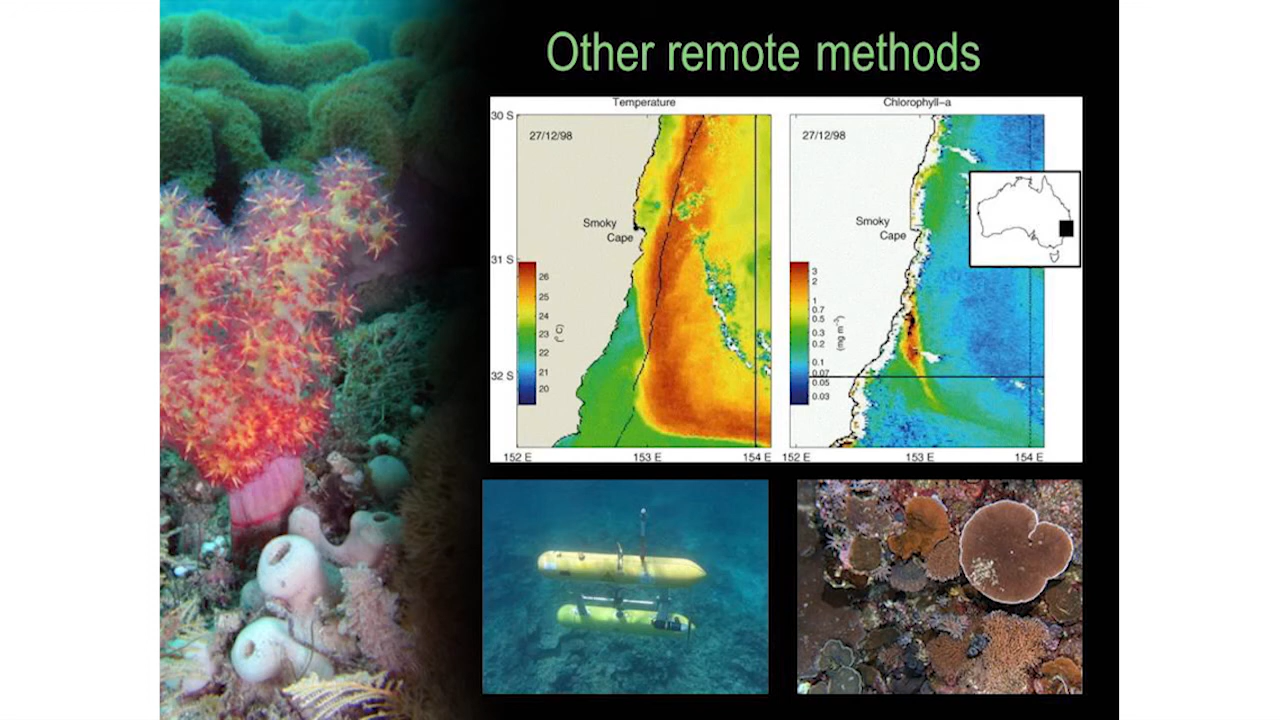 Other remote methods
Temperature
30 S
27/12/98
Smoky
Cape
31 S
26
25
24
23
22
21
20
(°C)
32 S
152 E
153 E
154 E
Chlorophyll-a
27/12/98
Smoky
Cape
3
2
1
0.7
0.5
0.3
0.2
0.1
0.07
0.05
0.03
(mg m⁻³)
152 E
153 E
154 E